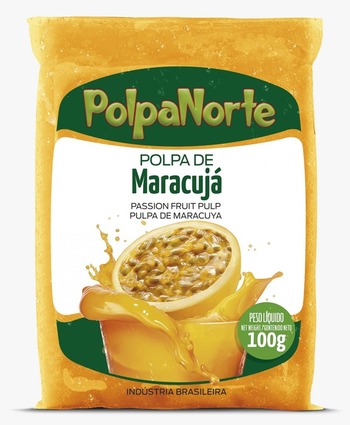 PolpaNorte
POLPA DE
Maracujá
PASSION FRUIT PULP
PULPA DE MARACUYA
PESO LÍQUIDO
NET WEIGHT / CONTENIDO NETO
100g
INDÚSTRIA BRASILEIRA